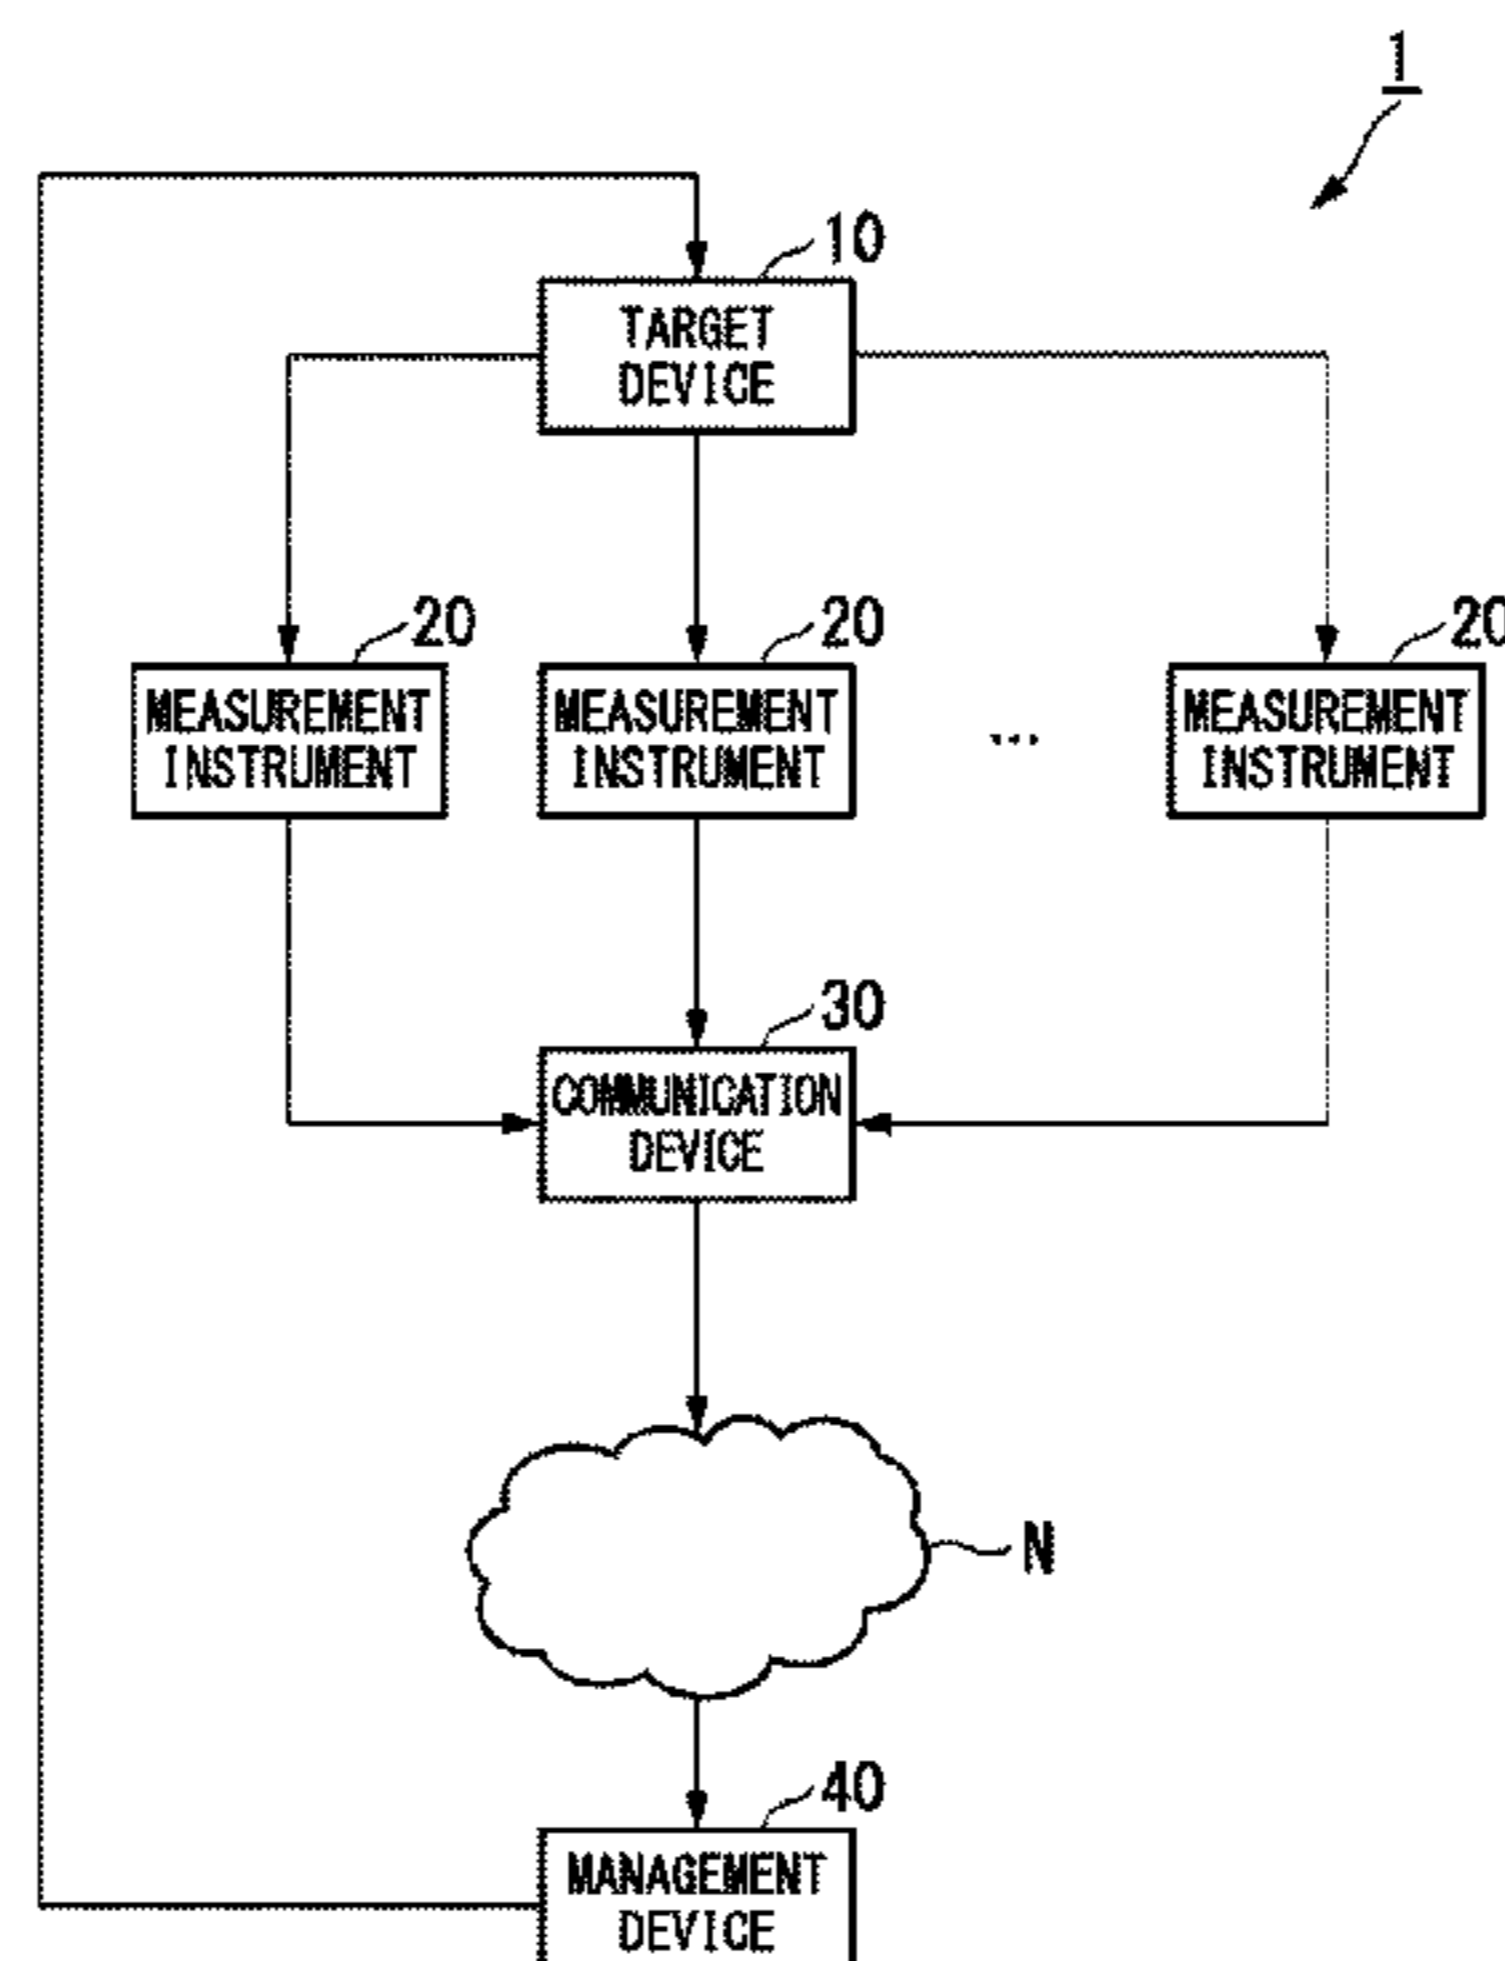 1
10
TARGET
DEVICE
20
20
20
MEASUREMENT
INSTRUMENT
MEASUREMENT
INSTRUMENT
...
MEASUREMENT
INSTRUMENT
30
COMMUNICATION
DEVICE
N
40
MANAGEMENT
DEVICE